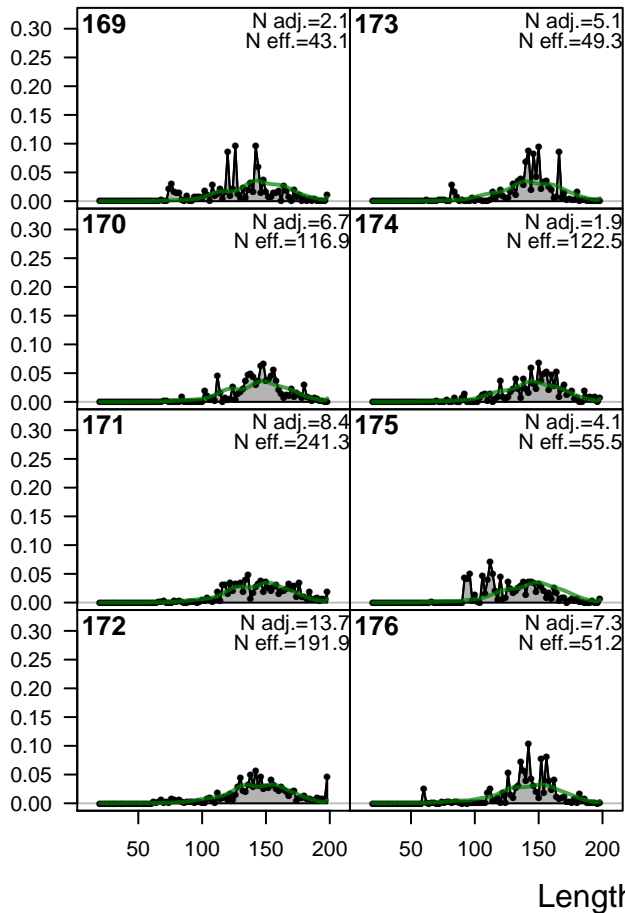 169
N adj.=2.1
N eff.=43.1
173
N adj.=5.1
N eff.=49.3
0.30
0.25
0.20
0.15
0.10
0.05
0.00
170
N adj.=6.7
N eff.=116.9
174
N adj.=1.9
N eff.=122.5
0.30
0.25
0.20
0.15
0.10
0.05
0.00
171
N adj.=8.4
N eff.=241.3
175
N adj.=4.1
N eff.=55.5
0.30
0.25
0.20
0.15
0.10
0.05
0.00
172
N adj.=13.7
N eff.=191.9
176
N adj.=7.3
N eff.=51.2
0.30
0.25
0.20
0.15
0.10
0.05
0.00
50 100 150 200 50 100 150 200
Length